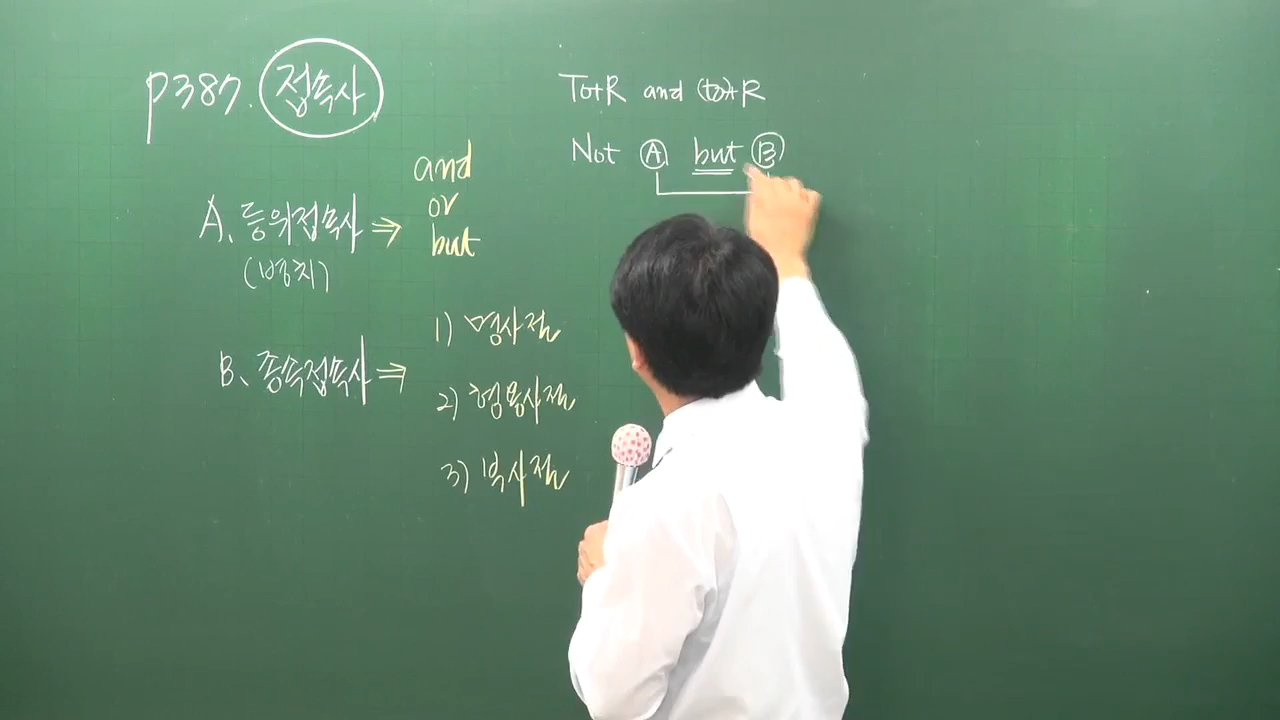 P387. 접속사
A. 등위접속사 ⇒ and
or
but
(병치)
B. 종속접속사 ⇒
1) 명사절
2) 형용사절
3) 부사절
To+R and (to)+R
Not A but B